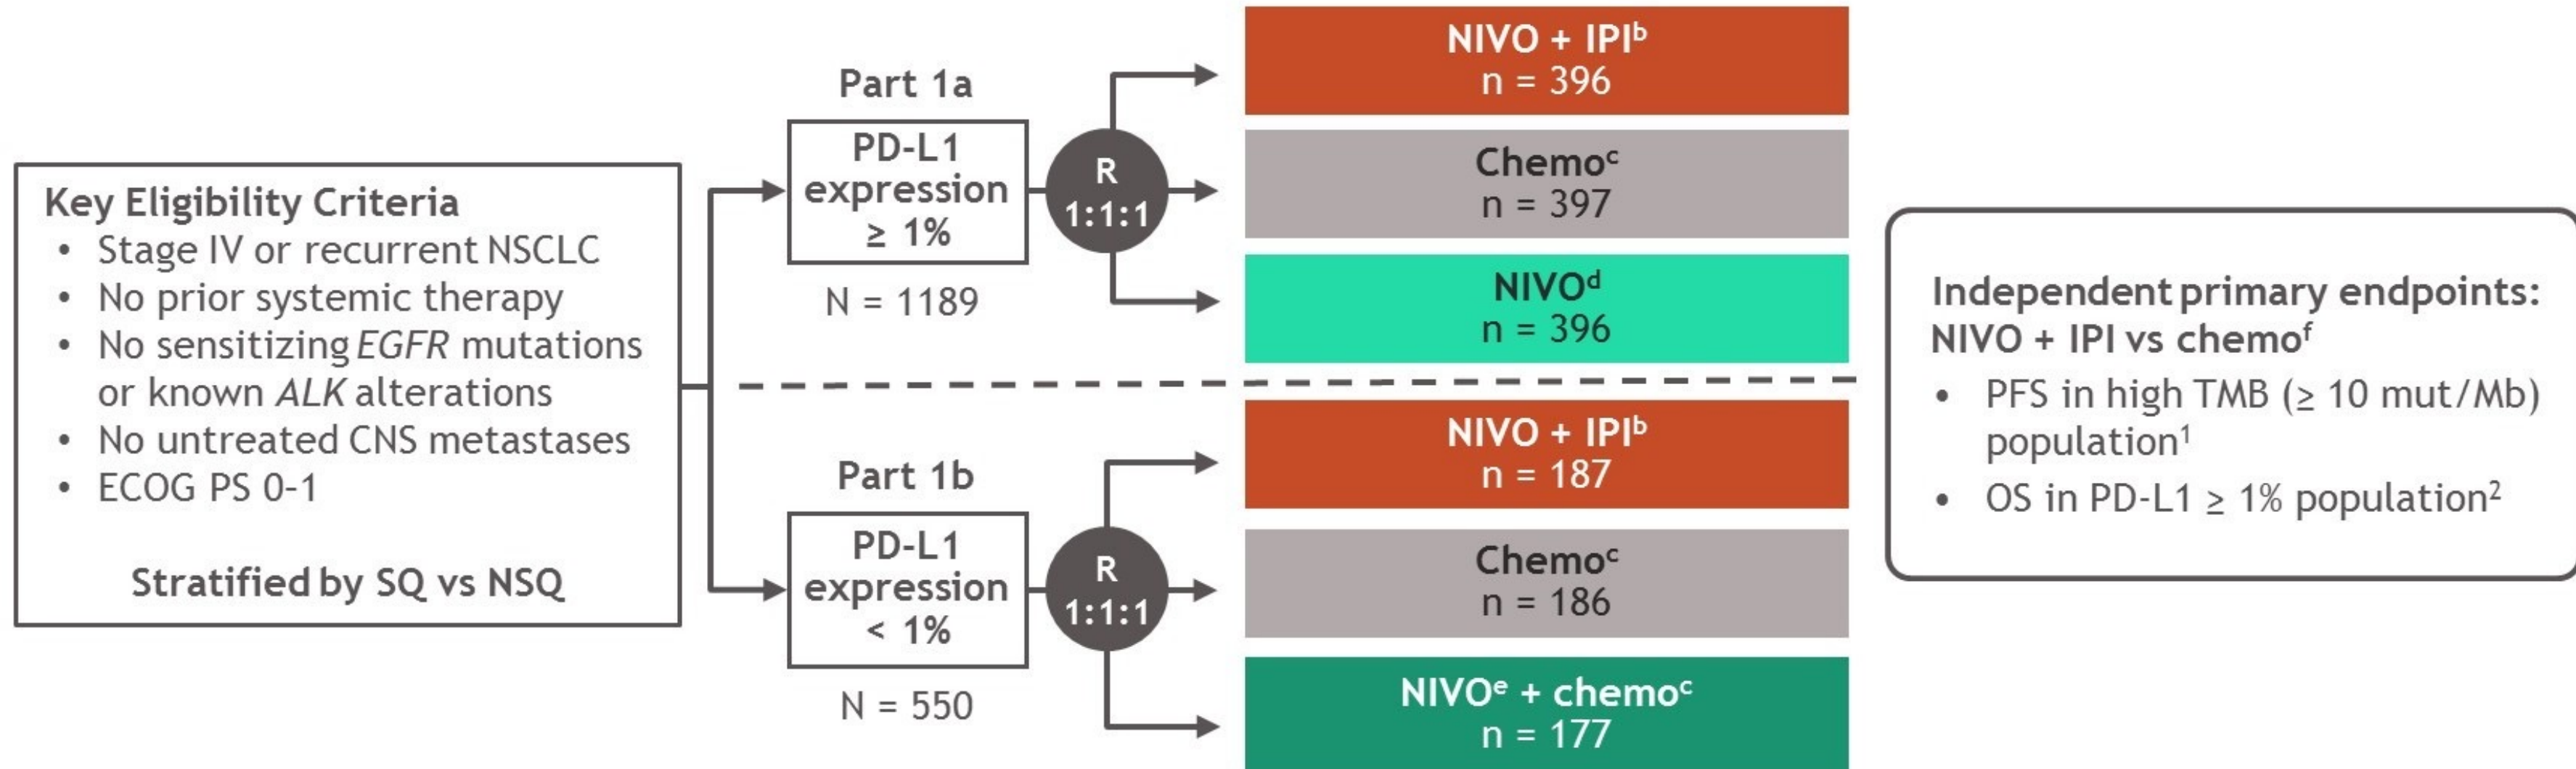 Key Eligibility Criteria
• Stage IV or recurrent NSCLC
• No prior systemic therapy
• No sensitizing EGFR mutations
or known ALK alterations
• No untreated CNS metastases
• ECOG PS 0–1
Stratified by SQ vs NSQ
Part 1a
PD-L1
expression
≥ 1%
N = 1189
R
1:1:1
NIVO + IPIᵇ
n = 396
Chemoᶜ
n = 397
NIVOᵈ
n = 396
Part 1b
PD-L1
expression
< 1%
N = 550
R
1:1:1
NIVO + IPIᵇ
n = 187
Chemoᶜ
n = 186
NIVOᵉ + chemoᶜ
n = 177
Independent primary endpoints:
NIVO + IPI vs chemoᶠ
• PFS in high TMB (≥ 10 mut/Mb)
population¹
• OS in PD-L1 ≥ 1% population²